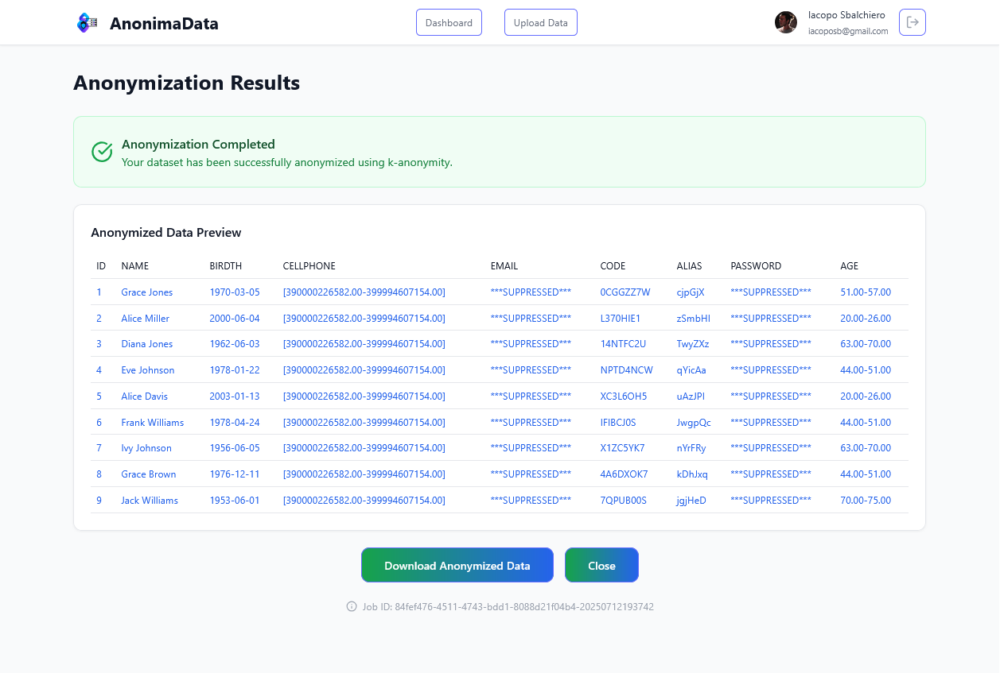 AnonimaData
Dashboard
Upload Data
Iacopo Sbalchiero
iacoposb@gmail.com
Anonymization Results
Anonymization Completed
Your dataset has been successfully anonymized using k-anonymity.
Anonymized Data Preview
ID NAME BIRDTH CELLPHONE EMAIL CODE ALIAS PASSWORD AGE
1 Grace Jones 1970-03-05 [390000226582.00-399994607154.00] ***SUPPRESSED*** 0CGGZZ7W cjpGjX ***SUPPRESSED*** 51.00-57.00
2 Alice Miller 2000-06-04 [390000226582.00-399994607154.00] ***SUPPRESSED*** L370HIE1 zSmbHI ***SUPPRESSED*** 20.00-26.00
3 Diana Jones 1962-06-03 [390000226582.00-399994607154.00] ***SUPPRESSED*** 14NTFC2U TwyZXz ***SUPPRESSED*** 63.00-70.00
4 Eve Johnson 1978-01-22 [390000226582.00-399994607154.00] ***SUPPRESSED*** NPTD4NCW qYicAa ***SUPPRESSED*** 44.00-51.00
5 Alice Davis 2003-01-13 [390000226582.00-399994607154.00] ***SUPPRESSED*** XC3L6OH5 uAzJPl ***SUPPRESSED*** 20.00-26.00
6 Frank Williams 1978-04-24 [390000226582.00-399994607154.00] ***SUPPRESSED*** IFIBCJ0S JwgpQc ***SUPPRESSED*** 44.00-51.00
7 Ivy Johnson 1956-06-05 [390000226582.00-399994607154.00] ***SUPPRESSED*** X1ZC5YK7 nYrFRy ***SUPPRESSED*** 63.00-70.00
8 Grace Brown 1976-12-11 [390000226582.00-399994607154.00] ***SUPPRESSED*** 4A6DXOK7 kDhJxq ***SUPPRESSED*** 44.00-51.00
9 Jack Williams 1953-06-01 [390000226582.00-399994607154.00] ***SUPPRESSED*** 7QPUB00S jgjHeD ***SUPPRESSED*** 70.00-75.00
Download Anonymized Data
Close
Job ID: 84fef476-4511-4743-bdd1-8088d21f04b4-20250712193742